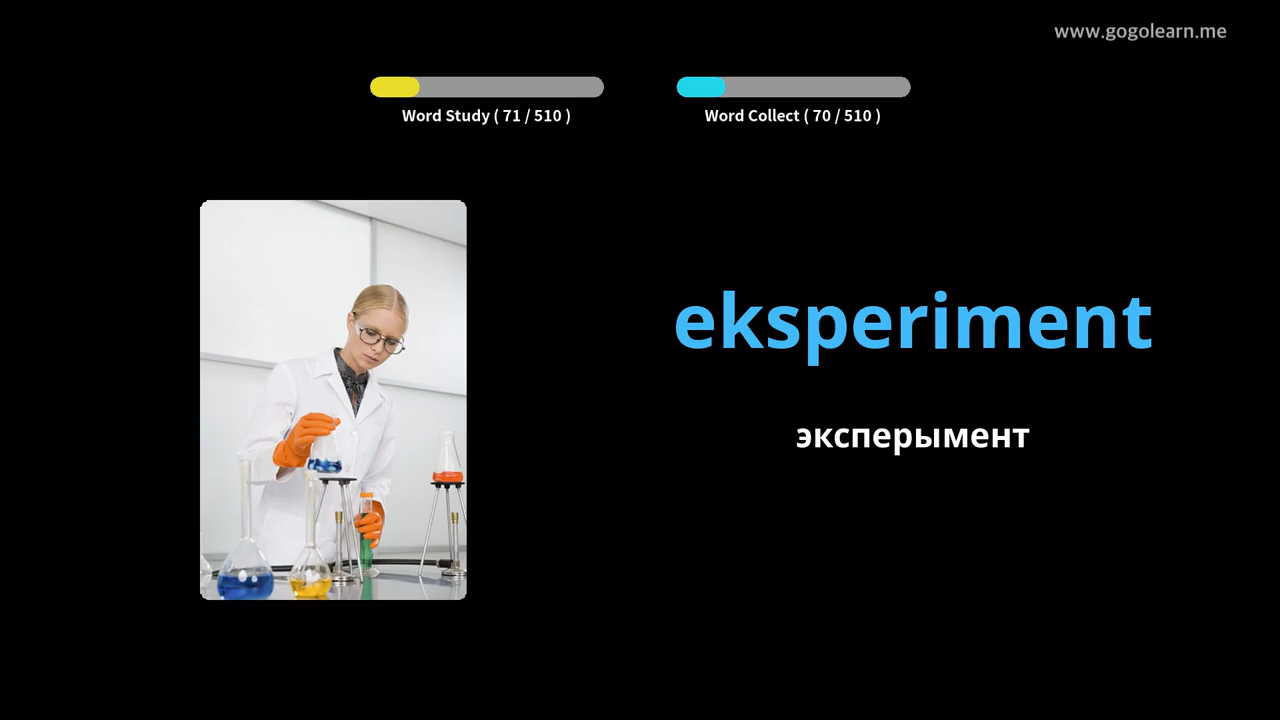 www.gogolearn.me
Word Study ( 71 / 510 )
Word Collect ( 70 / 510 )
eksperiment
эксперымент